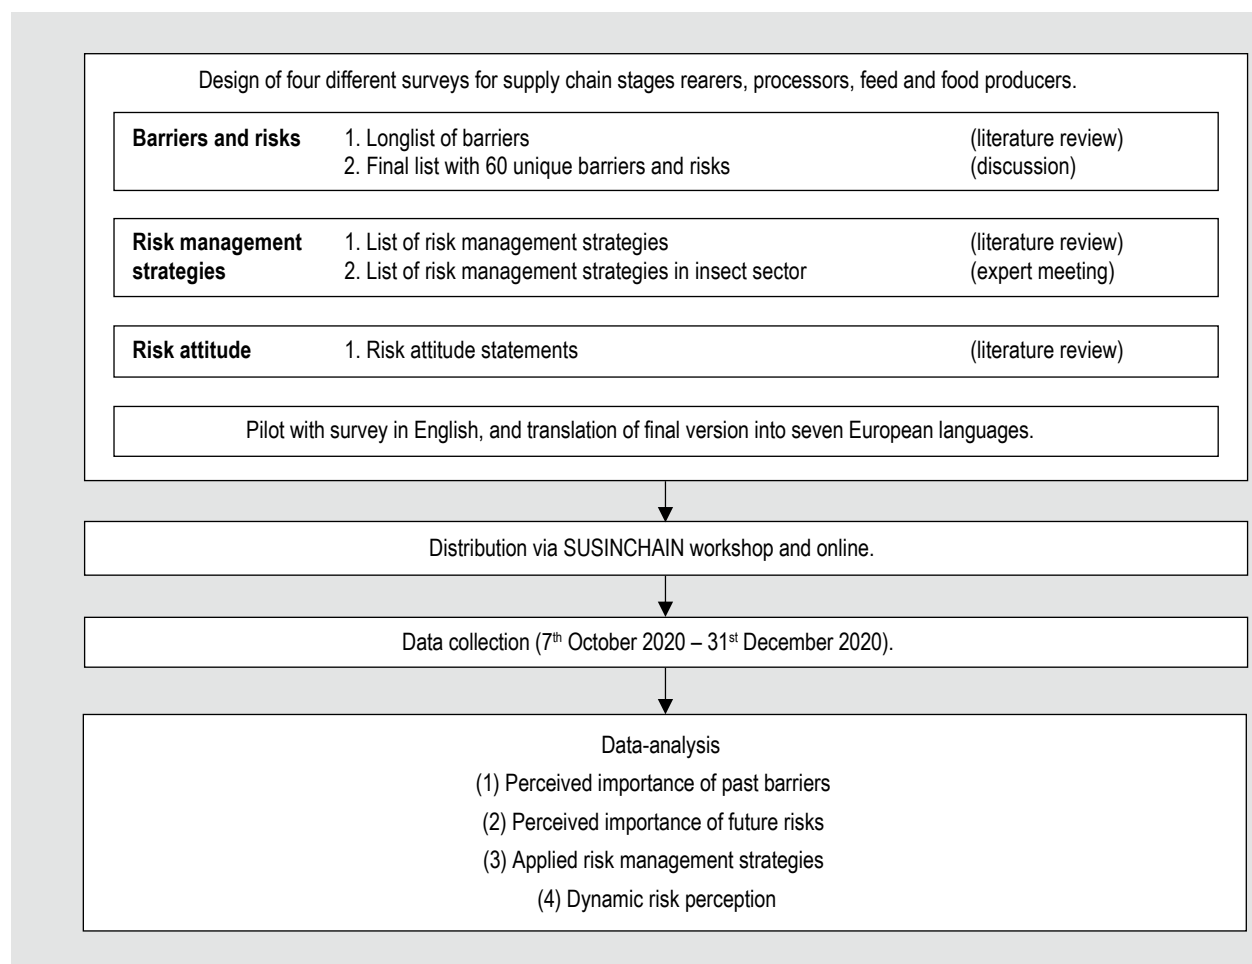 Design of four different surveys for supply chain stages rearers, processors, feed and food producers.
Barriers and risks 1. Longlist of barriers (literature review)
2. Final list with 60 unique barriers and risks (discussion)
Risk management 1. List of risk management strategies (literature review)
strategies 2. List of risk management strategies in insect sector (expert meeting)
Risk attitude 1. Risk attitude statements (literature review)
Pilot with survey in English, and translation of final version into seven European languages.
Distribution via SUSINCHAIN workshop and online.
Data collection (7th October 2020 – 31st December 2020).
Data-analysis
(1) Perceived importance of past barriers
(2) Perceived importance of future risks
(3) Applied risk management strategies
(4) Dynamic risk perception